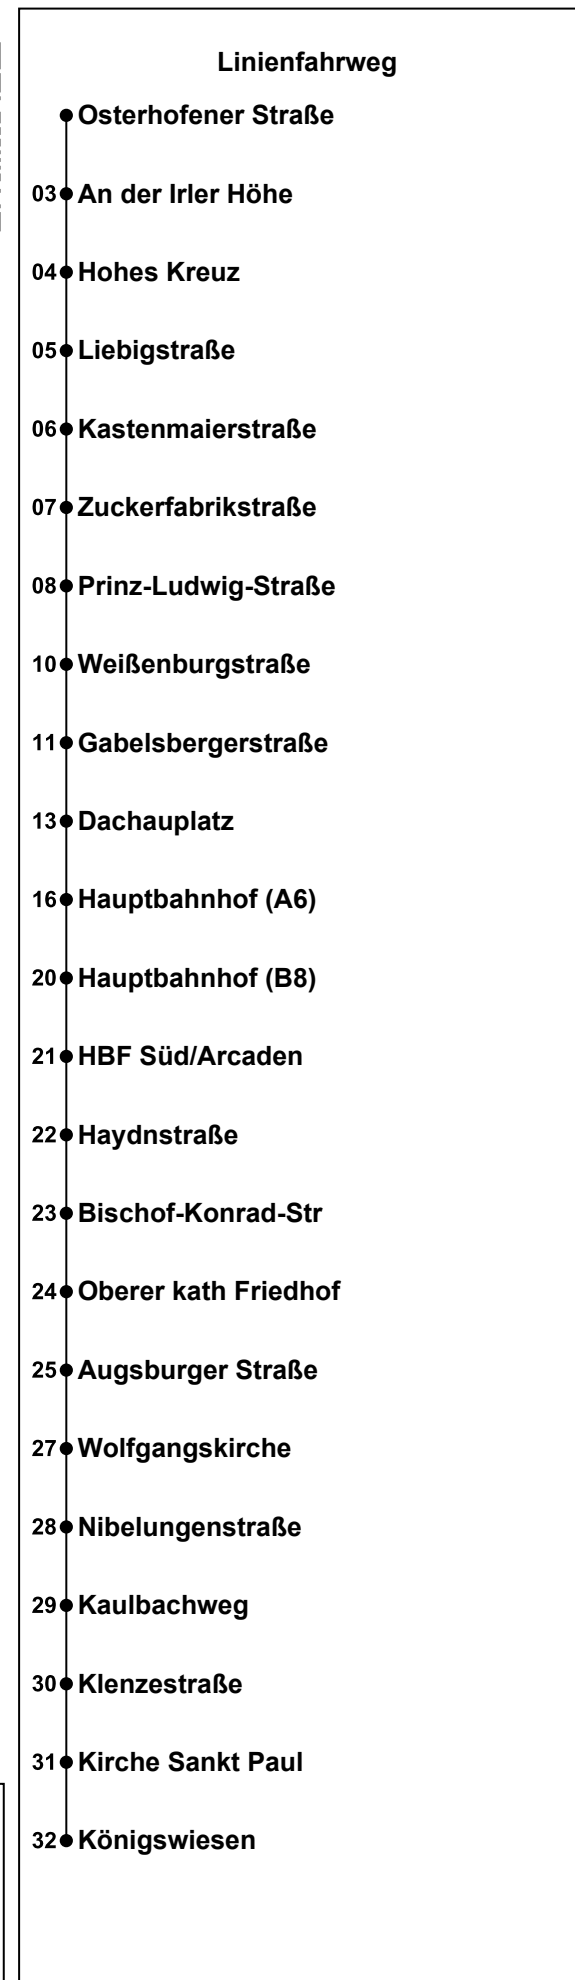 Linienfahrweg
Osterhofener Straße
03 An der Irler Höhe
04 Hohes Kreuz
05 Liebigstraße
06 Kastenmaierstraße
07 Zuckerfabrikstraße
08 Prinz-Ludwig-Straße
10 Weißenburgstraße
11 Gabelsbergerstraße
13 Dachauplatz
16 Hauptbahnhof (A6)
20 Hauptbahnhof (B8)
21 HBF Süd/Arcaden
22 Haydnstraße
23 Bischof-Konrad-Str
24 Oberer kath Friedhof
25 Augsburger Straße
27 Wolfgangskirche
28 Nibelungenstraße
29 Kaulbachweg
30 Klenzestraße
31 Kirche Sankt Paul
32 Königswiesen